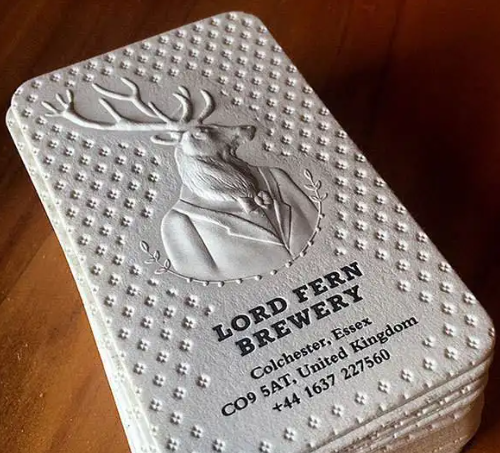 LORD FERN
BREWERY
Colchester, Essex
CO9 5AT, United Kingdom
+44 1637 227560